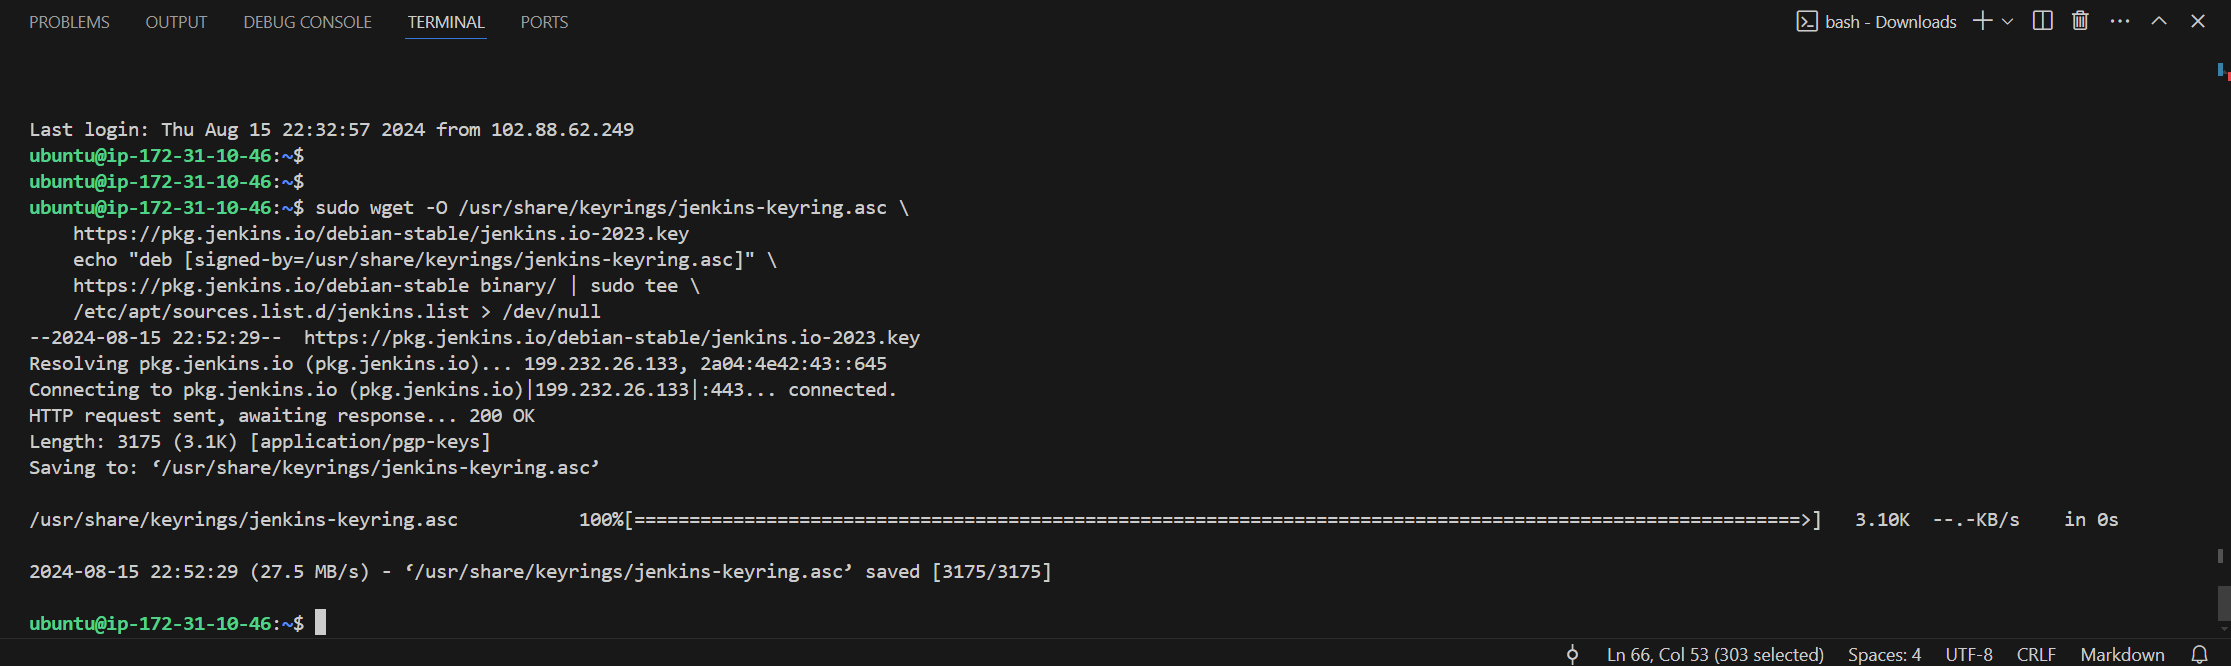 PROBLEMS OUTPUT DEBUG CONSOLE TERMINAL PORTS bash - Downloads
Last login: Thu Aug 15 22:32:57 2024 from 102.88.62.249
ubuntu@ip-172-31-10-46:~$
ubuntu@ip-172-31-10-46:~$
ubuntu@ip-172-31-10-46:~$ sudo wget -O /usr/share/keyrings/jenkins-keyring.asc \
    https://pkg.jenkins.io/debian-stable/jenkins.io-2023.key
    echo "deb [signed-by=/usr/share/keyrings/jenkins-keyring.asc]" \
    https://pkg.jenkins.io/debian-stable binary/ | sudo tee \
    /etc/apt/sources.list.d/jenkins.list > /dev/null
--2024-08-15 22:52:29--  https://pkg.jenkins.io/debian-stable/jenkins.io-2023.key
Resolving pkg.jenkins.io (pkg.jenkins.io)... 199.232.26.133, 2a04:4e42:43::645
Connecting to pkg.jenkins.io (pkg.jenkins.io)|199.232.26.133|:443... connected.
HTTP request sent, awaiting response... 200 OK
Length: 3175 (3.1K) [application/pgp-keys]
Saving to: ‘/usr/share/keyrings/jenkins-keyring.asc’
/usr/share/keyrings/jenkins-keyring.asc           100%[==========================================================================================================>]   3.10K  --.-KB/s    in 0s
2024-08-15 22:52:29 (27.5 MB/s) - ‘/usr/share/keyrings/jenkins-keyring.asc’ saved [3175/3175]
ubuntu@ip-172-31-10-46:~$
Ln 66, Col 53 (303 selected) Spaces: 4 UTF-8 CRLF Markdown